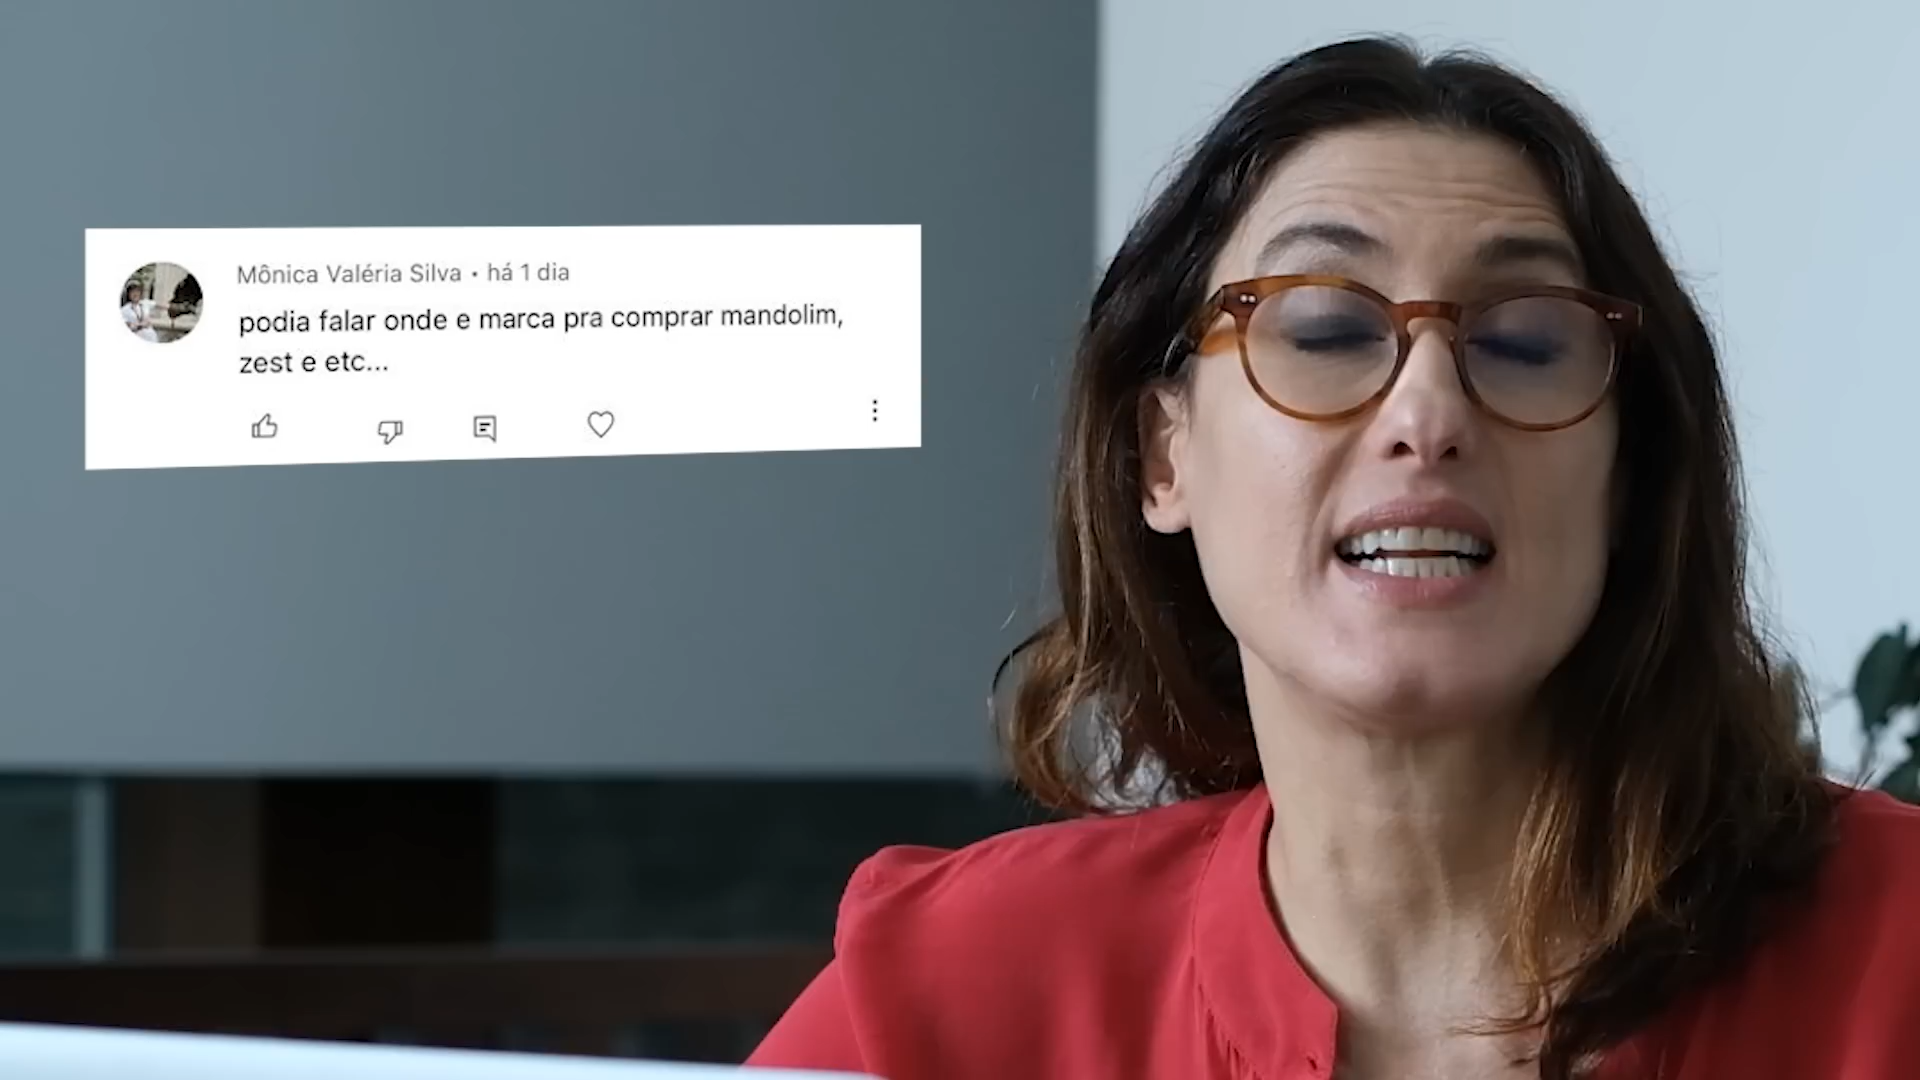 Mônica Valéria Silva • há 1 dia
podia falar onde e marca pra comprar mandolim,
zest e etc...